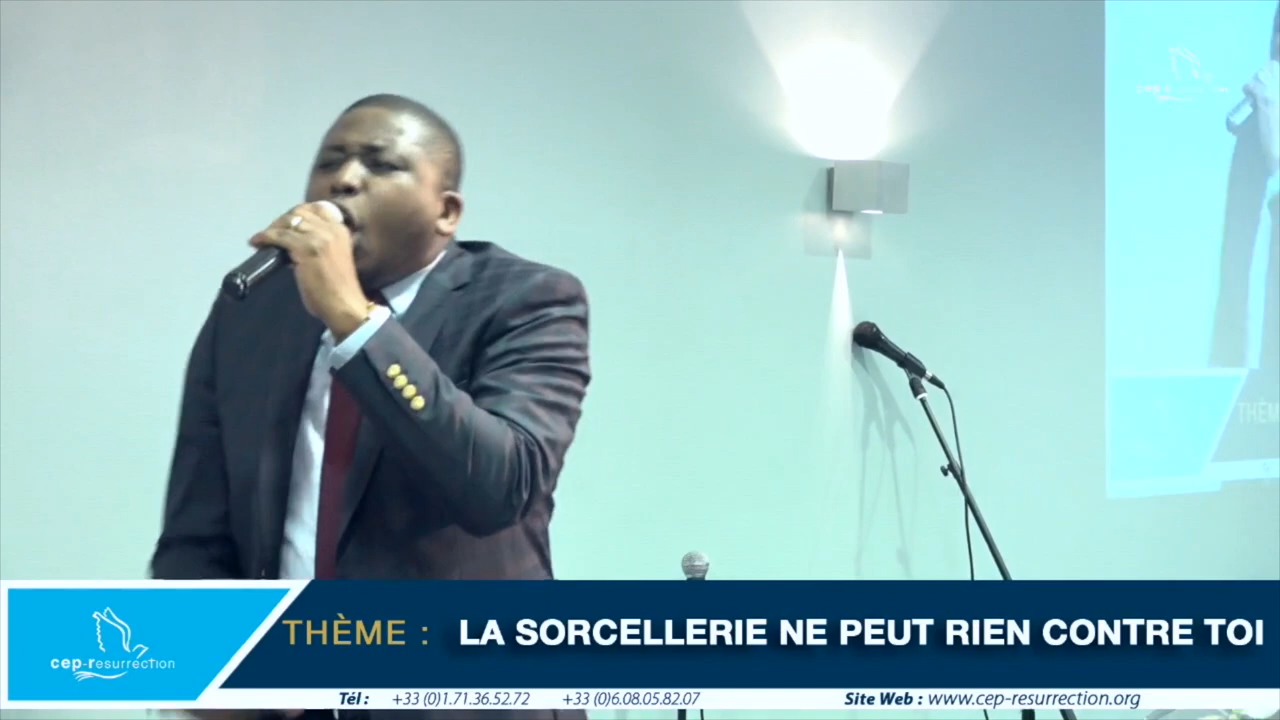 THÈM
THÈME : LA SORCELLERIE NE PEUT RIEN CONTRE TOI
cep-resurrection
Tél : +33 (0)1.71.36.52.72 +33 (0)6.08.05.82.07 Site Web : www.cep-resurrection.org